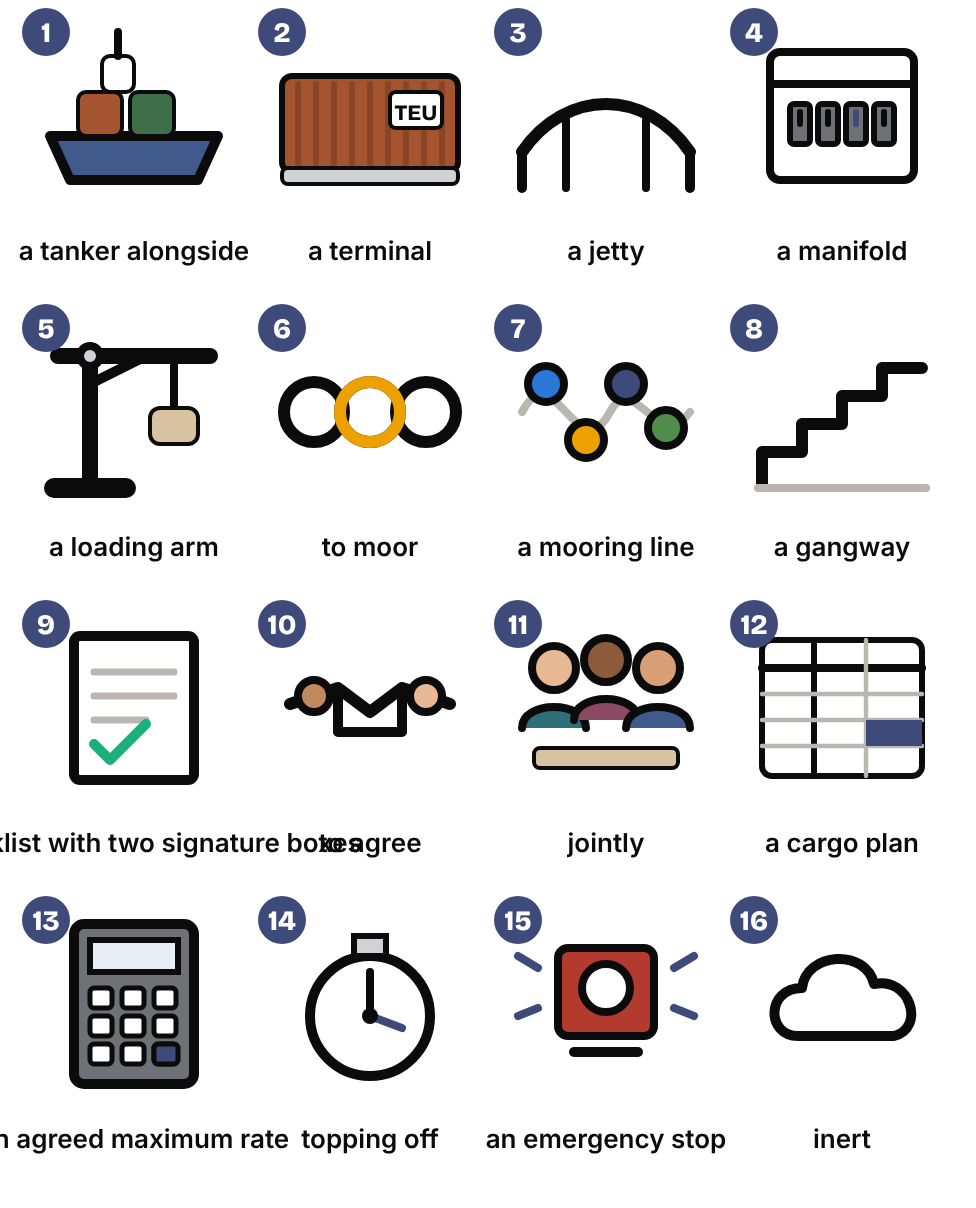 1
2
3
4
TEU
a tanker alongside
a terminal
a jetty
a manifold
5
6
7
8
a loading arm
to moor
a mooring line
a gangway
9
10
11
12
with two signature boxes
to agree
jointly
a cargo plan
13
14
15
16
agreed maximum rate
topping off
an emergency stop
inert